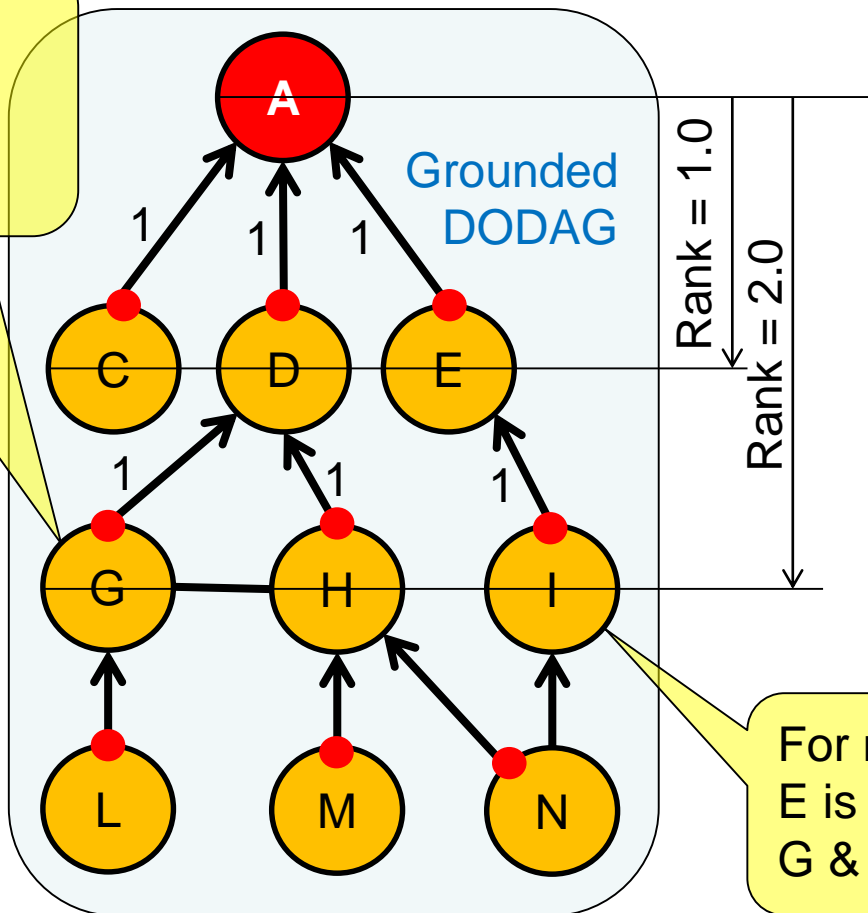 A
Grounded
DODAG
Rank = 1.0
Rank = 2.0
1
1
1
C
D
E
1
1
1
G
H
I
L
M
N
For
E is
G &